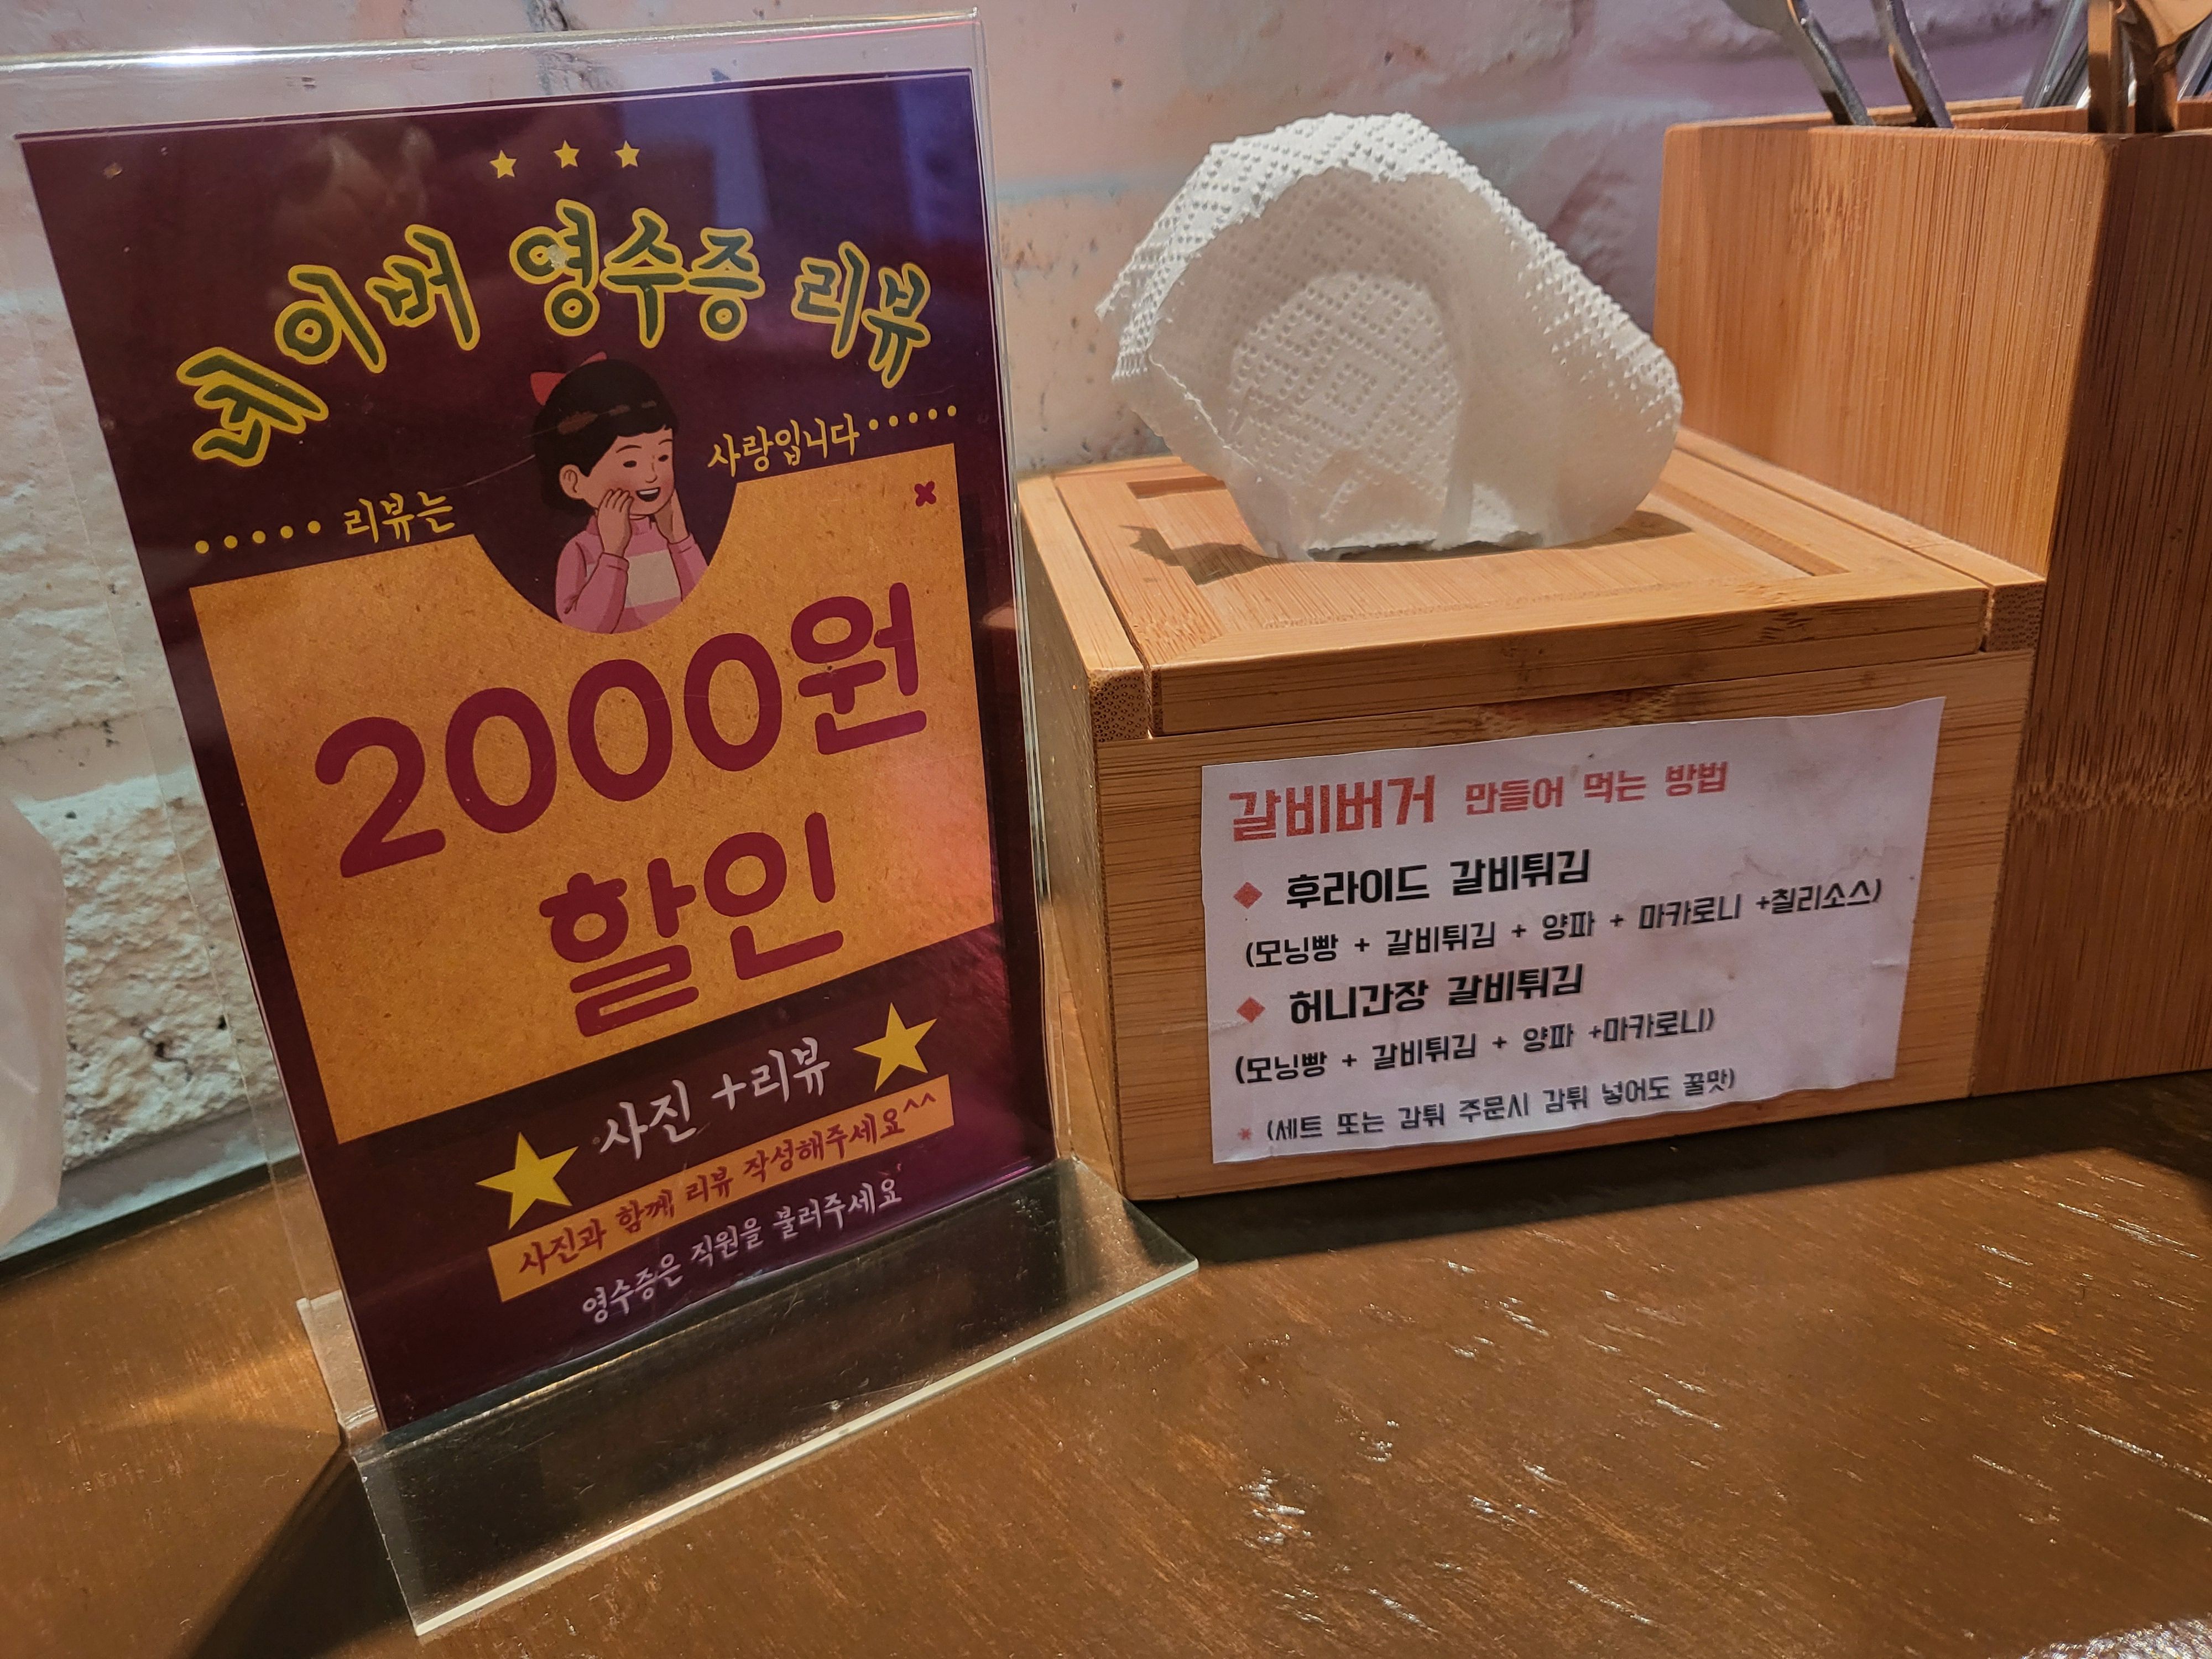 네이버 영수증 리뷰
리뷰는 사랑입니다
2000원
할인
사진+리뷰
사진과 함께 리뷰 작성해주세요^^
영수증은 직원을 불러주세요
갈비버거 만들어 먹는 방법
◆ 후라이드 갈비튀김
(모닝빵 + 갈비튀김 + 양파 + 마카로니 +칠리소스)
◆ 허니간장 갈비튀김
(모닝빵 + 갈비튀김 + 양파 +마카로니)
* (세트 또는 감튀 주문시 감튀 넣어도 꿀맛)